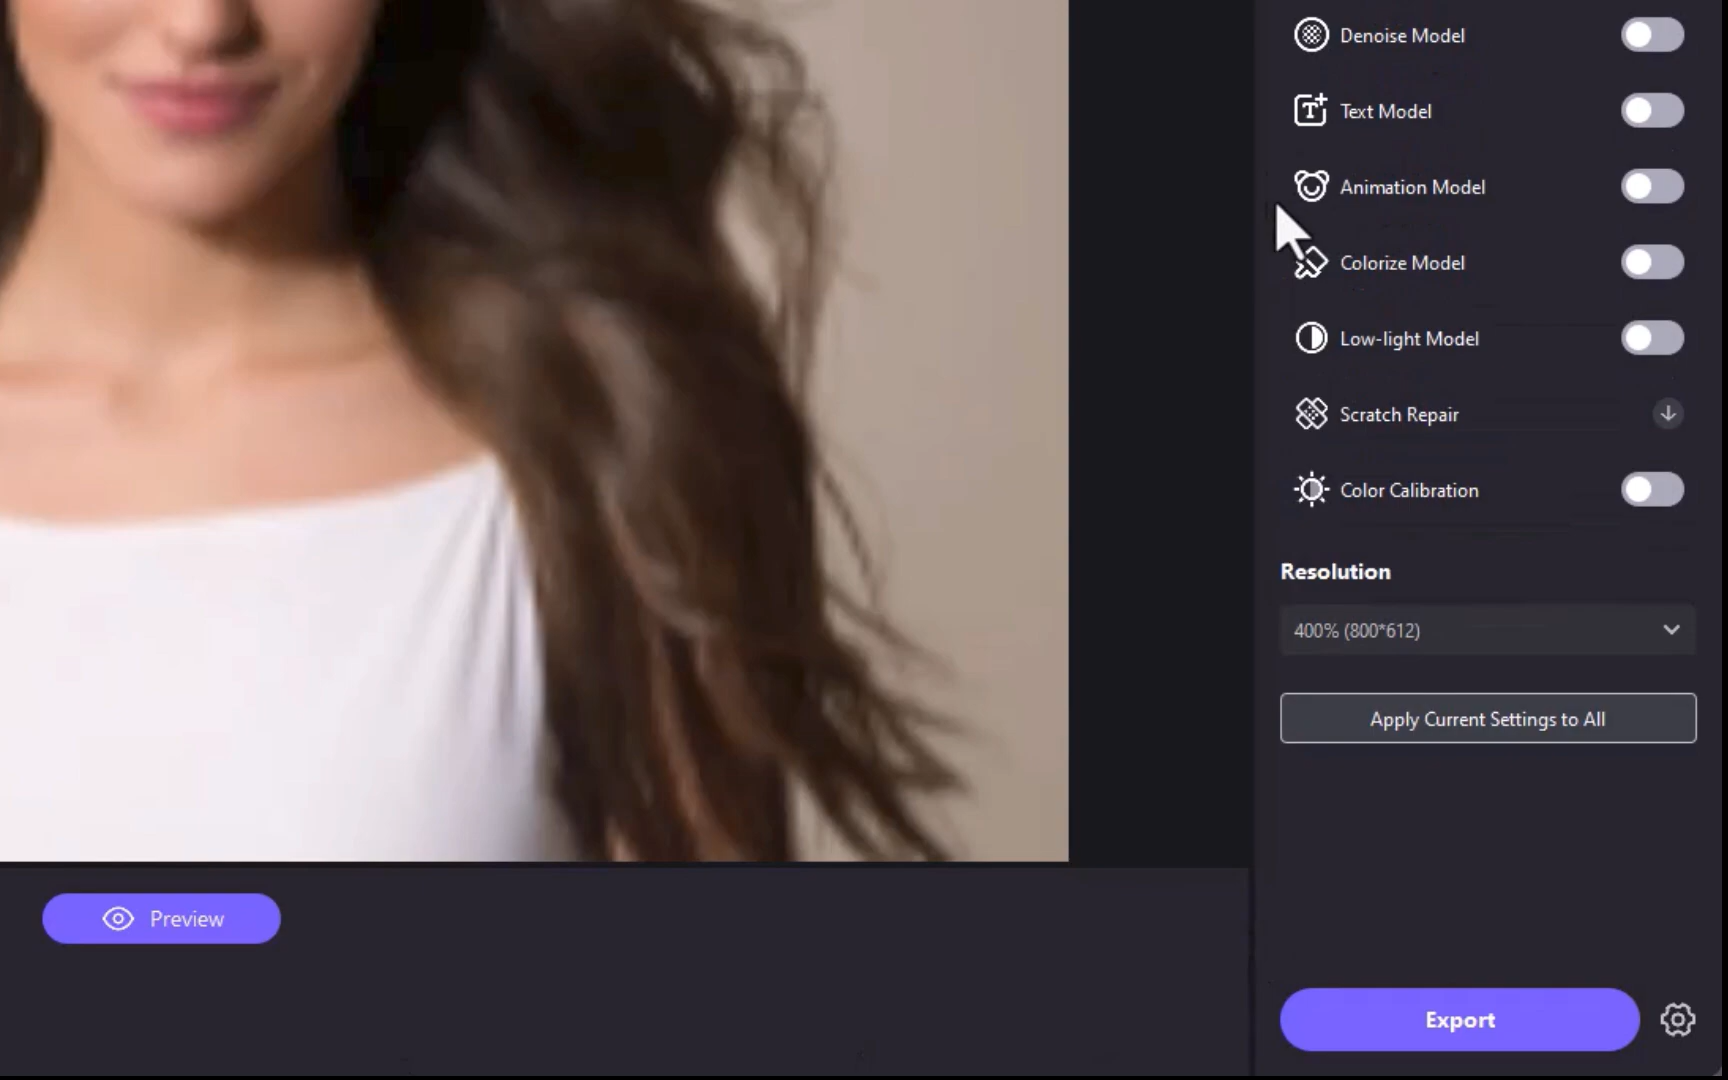 Denoise Model
Text Model
Animation Model
Colorize Model
Low-light Model
Scratch Repair
Color Calibration
Resolution
400% (800*612)
Apply Current Settings to All
Preview
Export